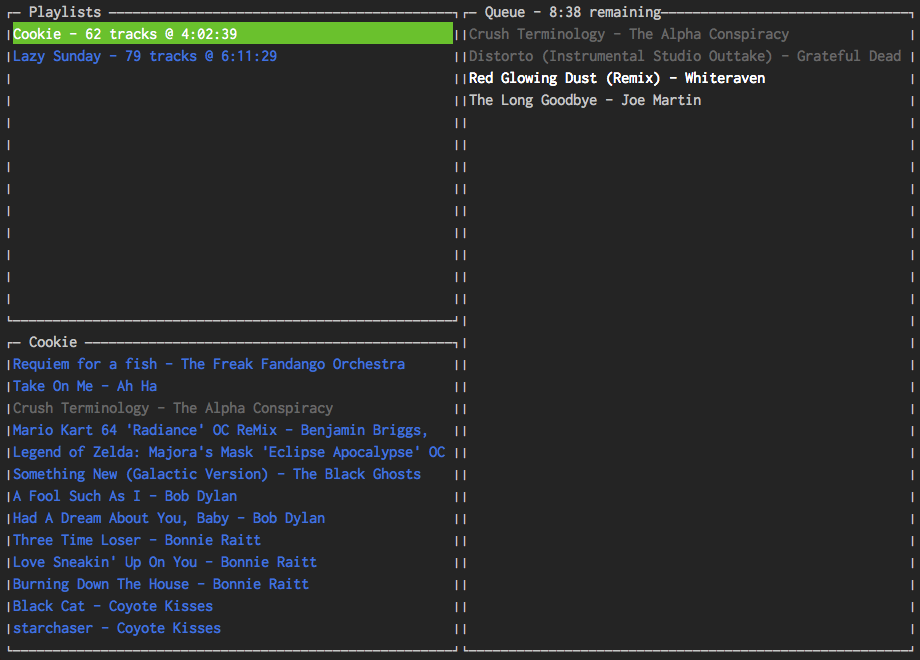 Playlists
Cookie - 62 tracks @ 4:02:39
Lazy Sunday - 79 tracks @ 6:11:29
Cookie
Requiem for a fish - The Freak Fandango Orchestra
Take On Me - Ah Ha
Crush Terminology - The Alpha Conspiracy
Mario Kart 64 'Radiance' OC ReMix - Benjamin Briggs,
Legend of Zelda: Majora's Mask 'Eclipse Apocalypse' OC
Something New (Galactic Version) - The Black Ghosts
A Fool Such As I - Bob Dylan
Had A Dream About You, Baby - Bob Dylan
Three Time Loser - Bonnie Raitt
Love Sneakin' Up On You - Bonnie Raitt
Burning Down The House - Bonnie Raitt
Black Cat - Coyote Kisses
starchaser - Coyote Kisses
Queue - 8:38 remaining
Crush Terminology - The Alpha Conspiracy
Distorto (Instrumental Studio Outtake) - Grateful Dead
Red Glowing Dust (Remix) - Whiteraven
The Long Goodbye - Joe Martin